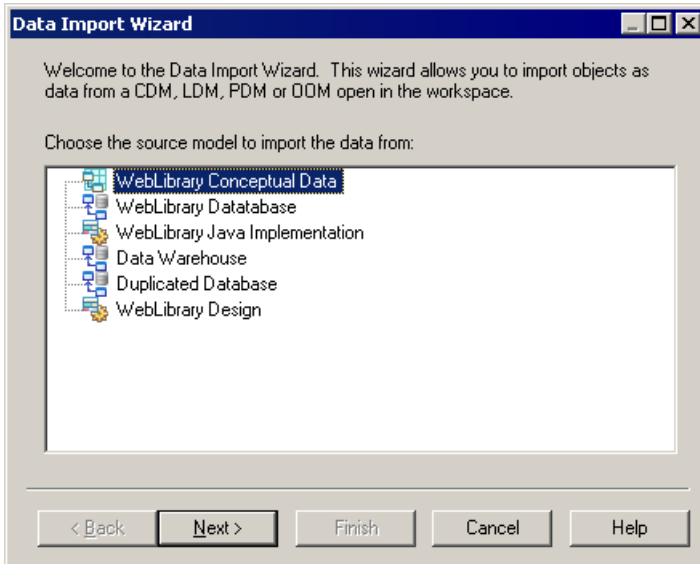 Data Import Wizard
Welcome to the Data Import Wizard. This wizard allows you to import objects as
data from a CDM, LDM, PDM or OOM open in the workspace.
Choose the source model to import the data from:
WebLibrary Conceptual Data
WebLibrary Datatabase
WebLibrary Java Implementation
Data Warehouse
Duplicated Database
WebLibrary Design
< Back Next > Finish Cancel Help